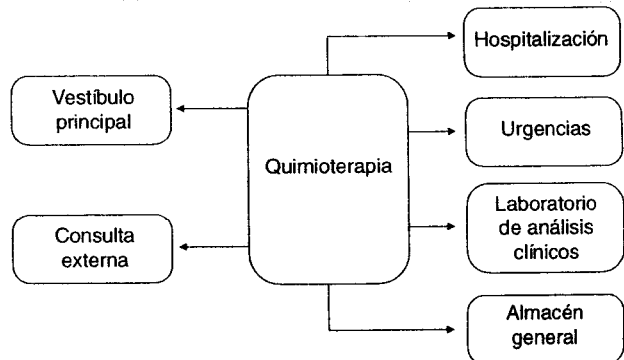 Hospitalización
Vestíbulo
principal
Urgencias
Quimioterapia
Laboratorio
de análisis
clínicos
Consulta
externa
Almacén
general